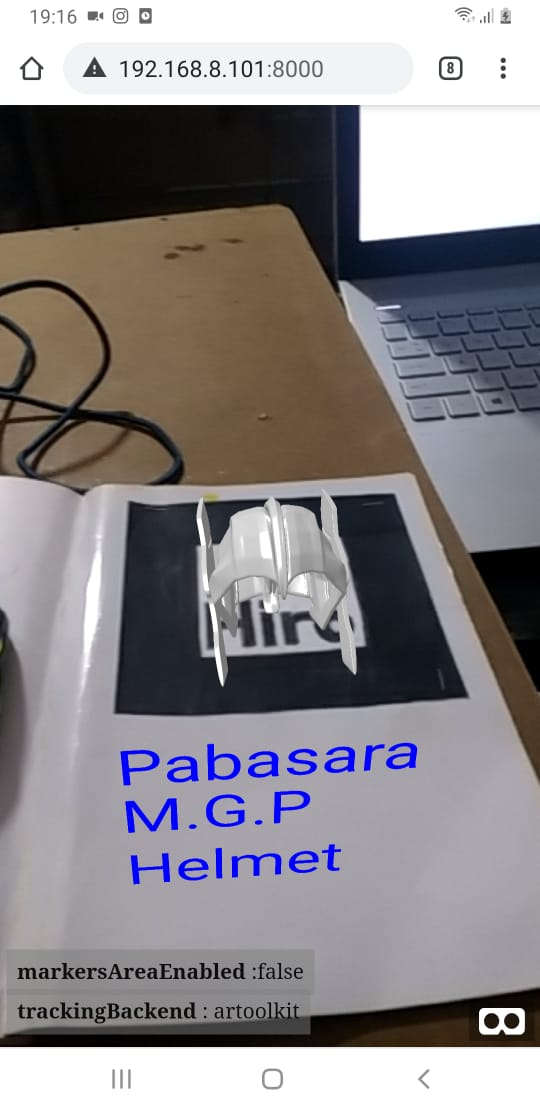 19:16
192.168.8.101:8000
8
Hiro
Pabasara
M.G.P
Helmet
markersAreaEnabled :false
trackingBackend : artoolkit